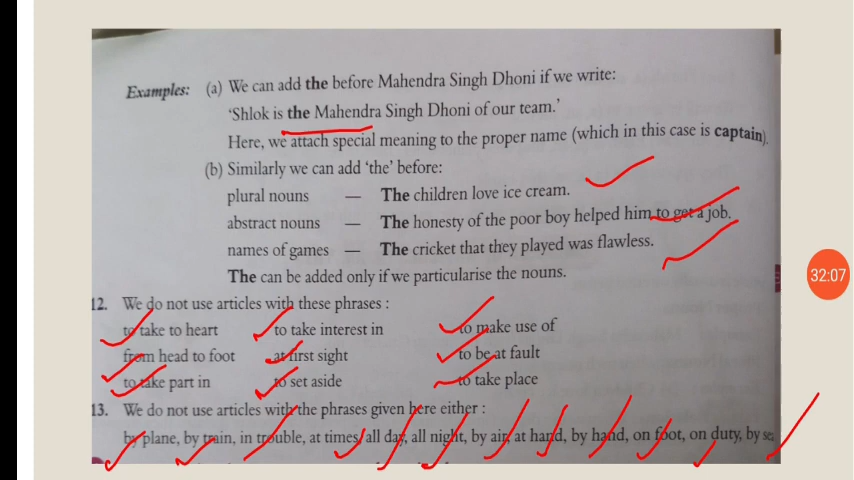 Examples: (a) We can add the before Mahendra Singh Dhoni if we write:
'Shlok is the Mahendra Singh Dhoni of our team.'
Here, we attach special meaning to the proper name (which in this case is captain).
(b) Similarly we can add 'the' before:
plural nouns — The children love ice cream.
abstract nouns — The honesty of the poor boy helped him to get a job.
names of games — The cricket that they played was flawless.
The can be added only if we particularise the nouns.
12. We do not use articles with these phrases :
to take to heart to take interest in to make use of
from head to foot at first sight to be at fault
to take part in to set aside to take place
13. We do not use articles with the phrases given here either :
by plane, by train, in trouble, at times, all day, all night, by air, at hand, by hand, on foot, on duty, by
32:07